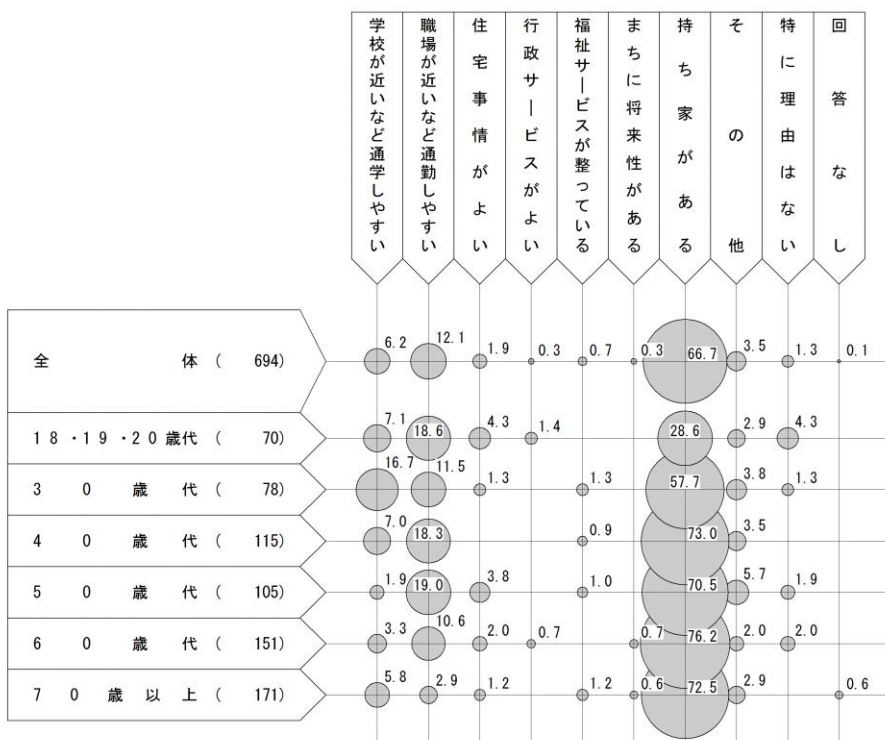 学校が近いなど通学しやすい
職場が近いなど通勤しやすい
住宅事情がよい
行政サービスがよい
福祉サービスが整っている
まちに将来性がある
持ち家がある
その他
特に理由はない
回答なし
全体（ 694） 6.2 12.1 1.9 0.3 0.7 0.3 66.7 3.5 1.3 0.1
18・19・20歳代（ 70） 7.1 18.6 4.3 1.4 28.6 2.9 4.3
30歳代（ 78） 16.7 11.5 1.3 1.3 57.7 3.8 1.3
40歳代（ 115） 7.0 18.3 0.9 73.0 3.5
50歳代（ 105） 1.9 19.0 3.8 1.0 70.5 5.7 1.9
60歳代（ 151） 3.3 10.6 2.0 0.7 0.7 76.2 2.0 2.0
70歳以上（171） 5.8 2.9 1.2 1.2 0.6 72.5 2.9 0.6